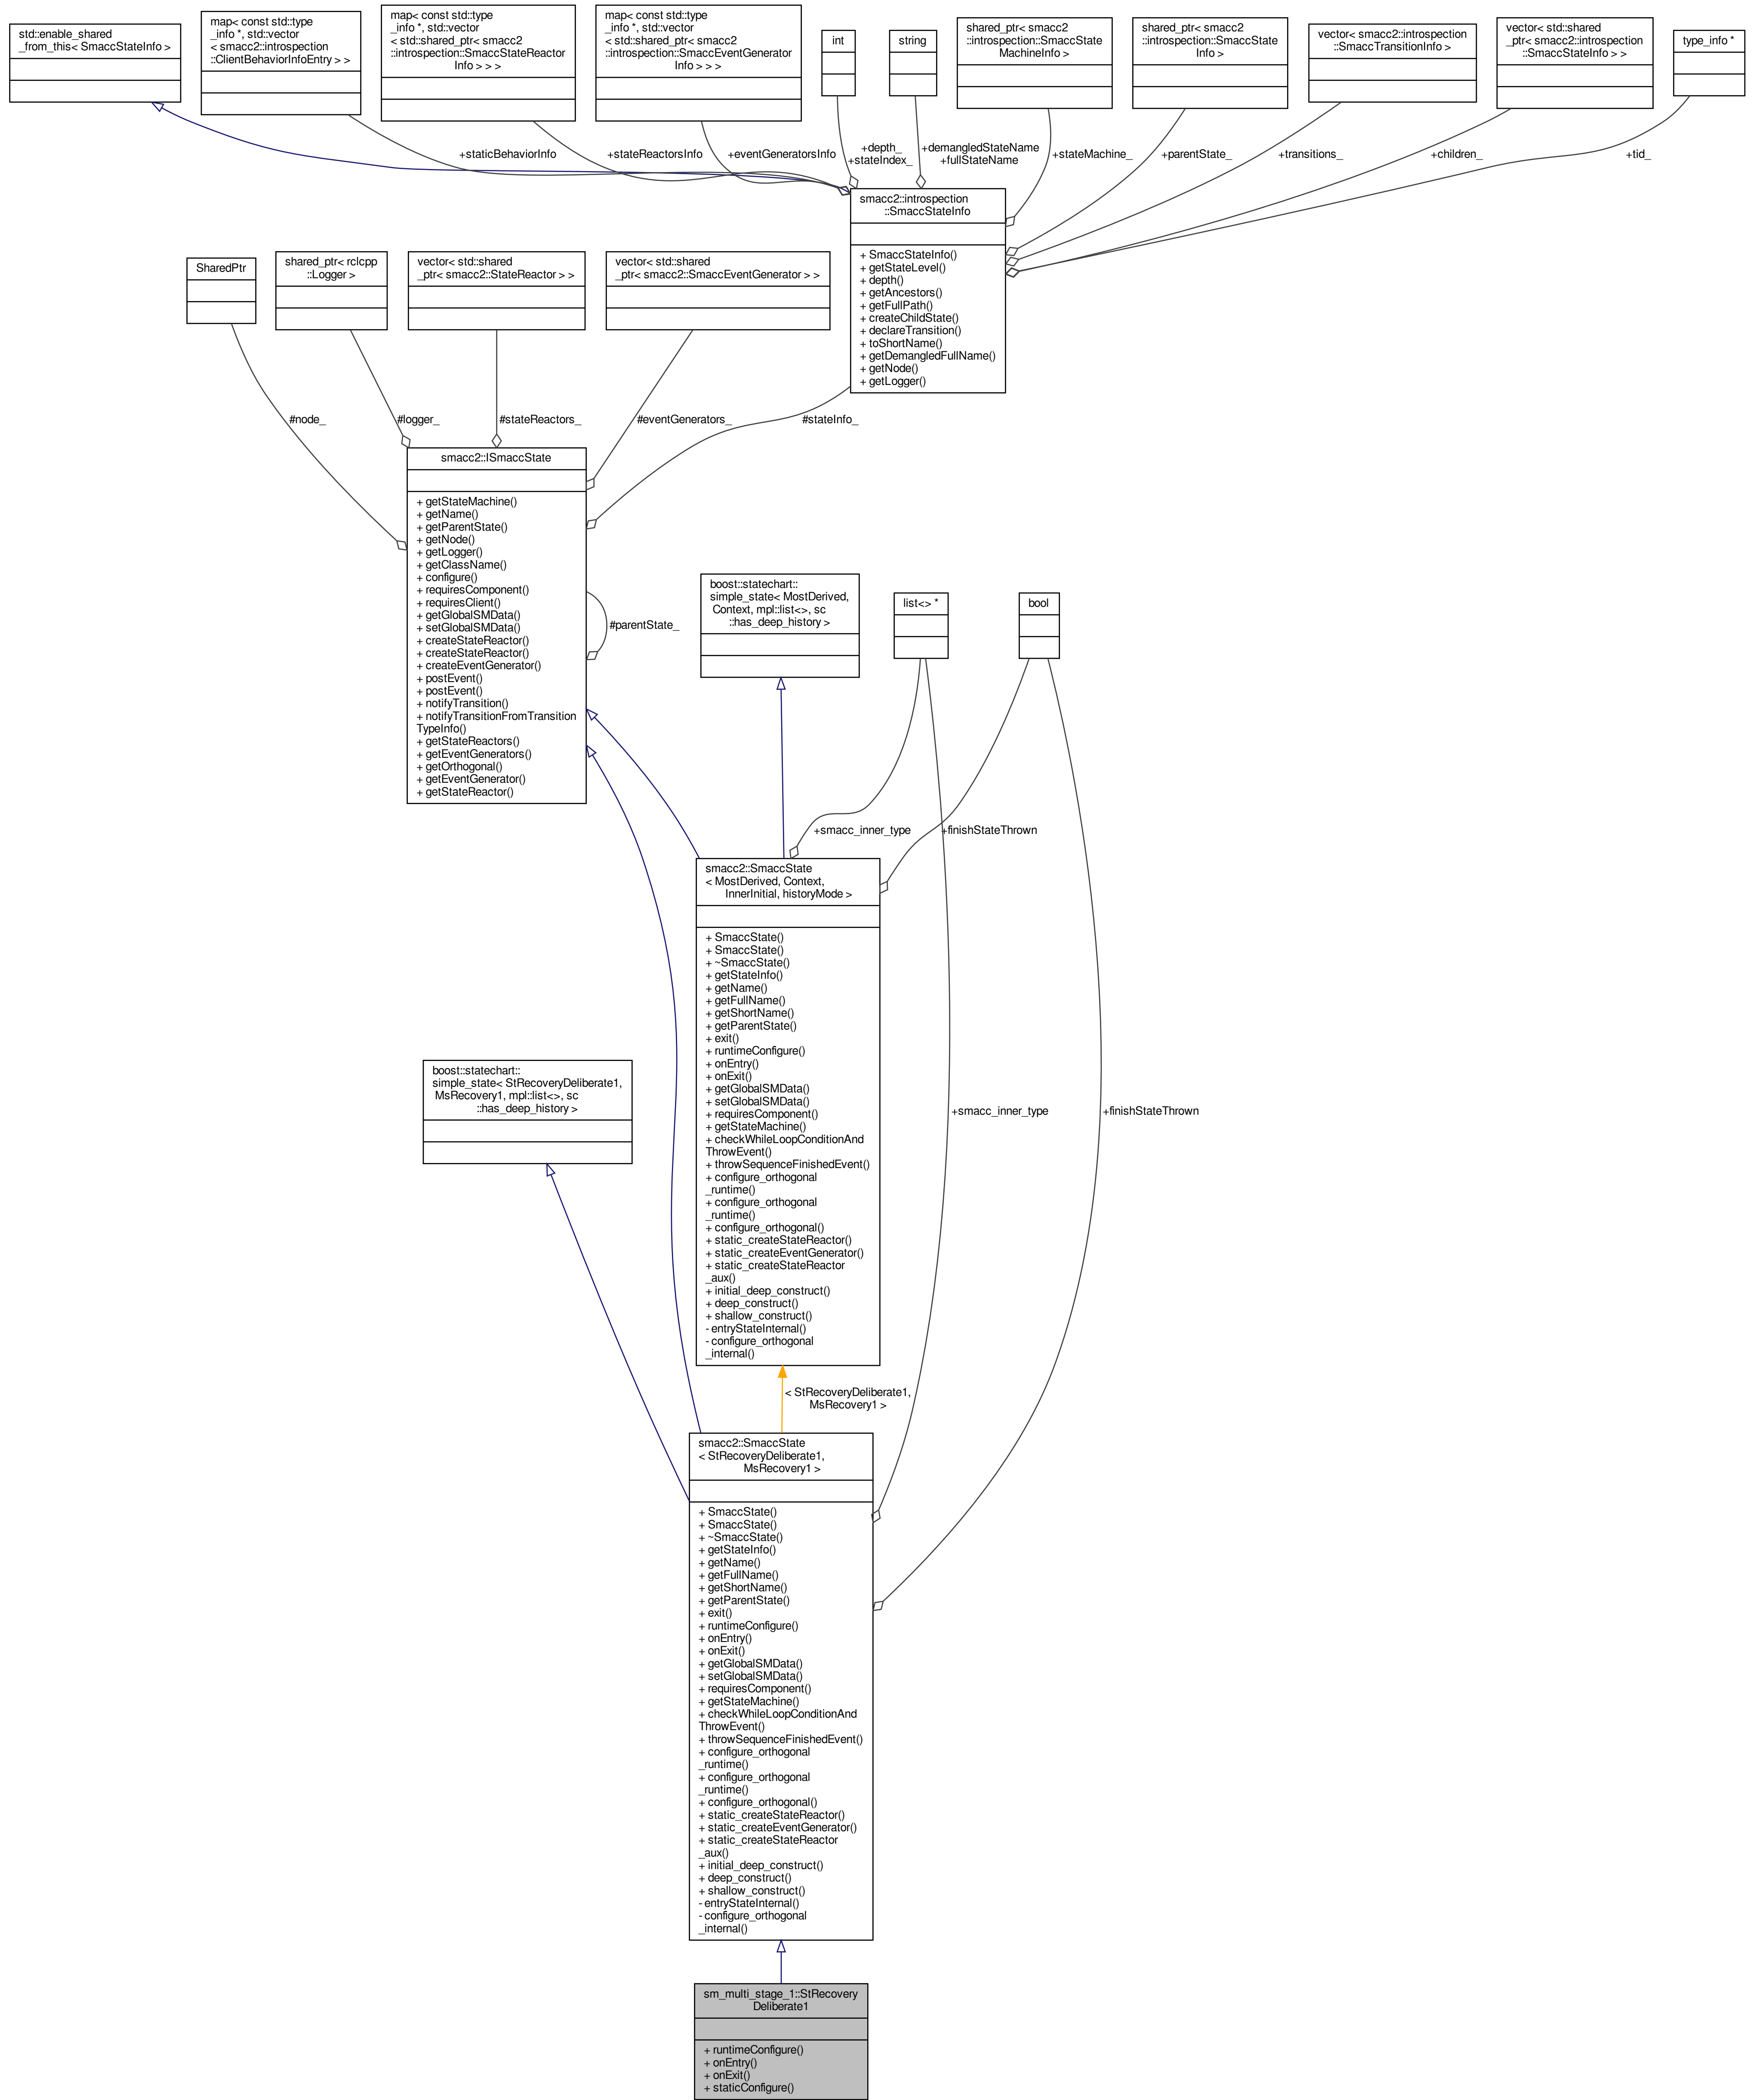 std::enable_shared
_from_this< SmaccStateInfo >
map< const std::type
_info *, std::vector
< smacc2::introspection
::ClientBehaviorInfoEntry > >
map< const std::type
_info *, std::vector
< std::shared_ptr< smacc2
::introspection::SmaccStateReactor
Info > > >
map< const std::type
_info *, std::vector
< std::shared_ptr< smacc2
::introspection::SmaccEventGenerator
Info > > >
int
string
shared_ptr< smacc2
::introspection::SmaccState
MachineInfo >
shared_ptr< smacc2
::introspection::SmaccState
Info >
vector< smacc2::introspection
::SmaccTransitionInfo >
vector< std::shared
_ptr< smacc2::introspection
::SmaccStateInfo > >
type_info *
+staticBehaviorInfo
+stateReactorsInfo
+eventGeneratorsInfo
+depth_
+stateIndex_
+demangledStateName
+fullStateName
+stateMachine_
+parentState_
+transitions_
+children_
+tid_
smacc2::introspection
::SmaccStateInfo
+ SmaccStateInfo()
+ getStateLevel()
+ depth()
+ getAncestors()
+ getFullPath()
+ createChildState()
+ declareTransition()
+ toShortName()
+ getDemangledFullName()
+ getNode()
+ getLogger()
SharedPtr
shared_ptr< rclcpp
::Logger >
vector< std::shared
_ptr< smacc2::StateReactor > >
vector< std::shared
_ptr< smacc2::SmaccEventGenerator > >
#node_
#logger_
#stateReactors_
#eventGenerators_
#stateInfo_
smacc2::ISmaccState
+ getStateMachine()
+ getName()
+ getParentState()
+ getNode()
+ getLogger()
+ getClassName()
+ configure()
+ requiresComponent()
+ requiresClient()
+ getGlobalSMData()
+ setGlobalSMData()
+ createStateReactor()
+ createStateReactor()
+ createEventGenerator()
+ postEvent()
+ postEvent()
+ notifyTransition()
+ notifyTransitionFromTransition
TypeInfo()
+ getStateReactors()
+ getEventGenerators()
+ getOrthogonal()
+ getEventGenerator()
+ getStateReactor()
#parentState_
boost::statechart::
simple_state< MostDerived,
Context, mpl::list<>, sc
::has_deep_history >
list<> *
bool
+smacc_inner_type
+finishStateThrown
smacc2::SmaccState
< MostDerived, Context,
InnerInitial, historyMode >
+ SmaccState()
+ SmaccState()
+ ~SmaccState()
+ getStateInfo()
+ getName()
+ getFullName()
+ getShortName()
+ getParentState()
+ exit()
+ runtimeConfigure()
+ onEntry()
+ onExit()
+ getGlobalSMData()
+ setGlobalSMData()
+ requiresComponent()
+ getStateMachine()
+ checkWhileLoopConditionAnd
ThrowEvent()
+ throwSequenceFinishedEvent()
+ configure_orthogonal
_runtime()
+ configure_orthogonal
_runtime()
+ configure_orthogonal()
+ static_createStateReactor()
+ static_createEventGenerator()
+ static_createStateReactor
_aux()
+ initial_deep_construct()
+ deep_construct()
+ shallow_construct()
- entryStateInternal()
- configure_orthogonal
_internal()
boost::statechart::
simple_state< StRecoveryDeliberate1,
MsRecovery1, mpl::list<>, sc
::has_deep_history >
+smacc_inner_type
+finishStateThrown
< StRecoveryDeliberate1,
MsRecovery1 >
smacc2::SmaccState
< StRecoveryDeliberate1,
MsRecovery1 >
+ SmaccState()
+ SmaccState()
+ ~SmaccState()
+ getStateInfo()
+ getName()
+ getFullName()
+ getShortName()
+ getParentState()
+ exit()
+ runtimeConfigure()
+ onEntry()
+ onExit()
+ getGlobalSMData()
+ setGlobalSMData()
+ requiresComponent()
+ getStateMachine()
+ checkWhileLoopConditionAnd
ThrowEvent()
+ throwSequenceFinishedEvent()
+ configure_orthogonal
_runtime()
+ configure_orthogonal
_runtime()
+ configure_orthogonal()
+ static_createStateReactor()
+ static_createEventGenerator()
+ static_createStateReactor
_aux()
+ initial_deep_construct()
+ deep_construct()
+ shallow_construct()
- entryStateInternal()
- configure_orthogonal
_internal()
sm_multi_stage_1::StRecovery
Deliberate1
+ runtimeConfigure()
+ onEntry()
+ onExit()
+ staticConfigure()